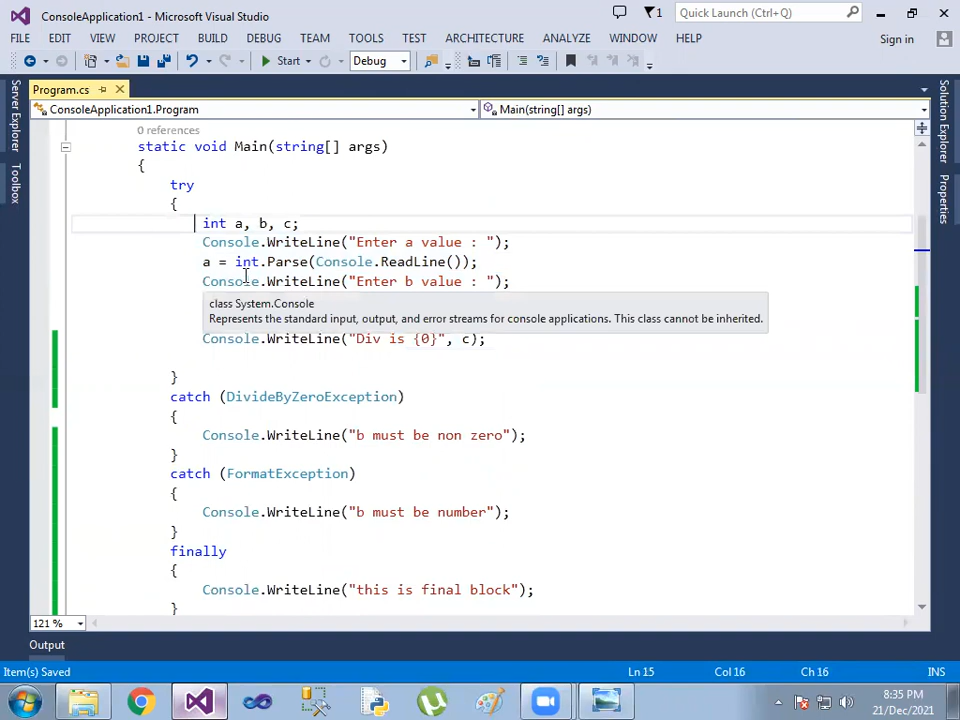 ConsoleApplication1 - Microsoft Visual Studio
1
Quick Launch (Ctrl+Q)
FILE EDIT VIEW PROJECT BUILD DEBUG TEAM TOOLS TEST ARCHITECTURE ANALYZE WINDOW HELP
Sign in
Start Debug
Program.cs
Server Explorer
Toolbox
Solution Explorer
Properties
ConsoleApplication1.Program
Main(string[] args)
0 references
static void Main(string[] args)
{
try
{
int a, b, c;
Console.WriteLine("Enter a value : ");
a = int.Parse(Console.ReadLine());
Console.WriteLine("Enter b value : ");
class System.Console
Represents the standard input, output, and error streams for console applications. This class cannot be inherited.
Console.WriteLine("Div is {0}", c);
}
catch (DivideByZeroException)
{
Console.WriteLine("b must be non zero");
}
catch (FormatException)
{
Console.WriteLine("b must be number");
}
finally
{
Console.WriteLine("this is final block");
}
121 %
Output
Item(s) Saved
Ln 15
Col 16
Ch 16
INS
8:35 PM
21/Dec/2021